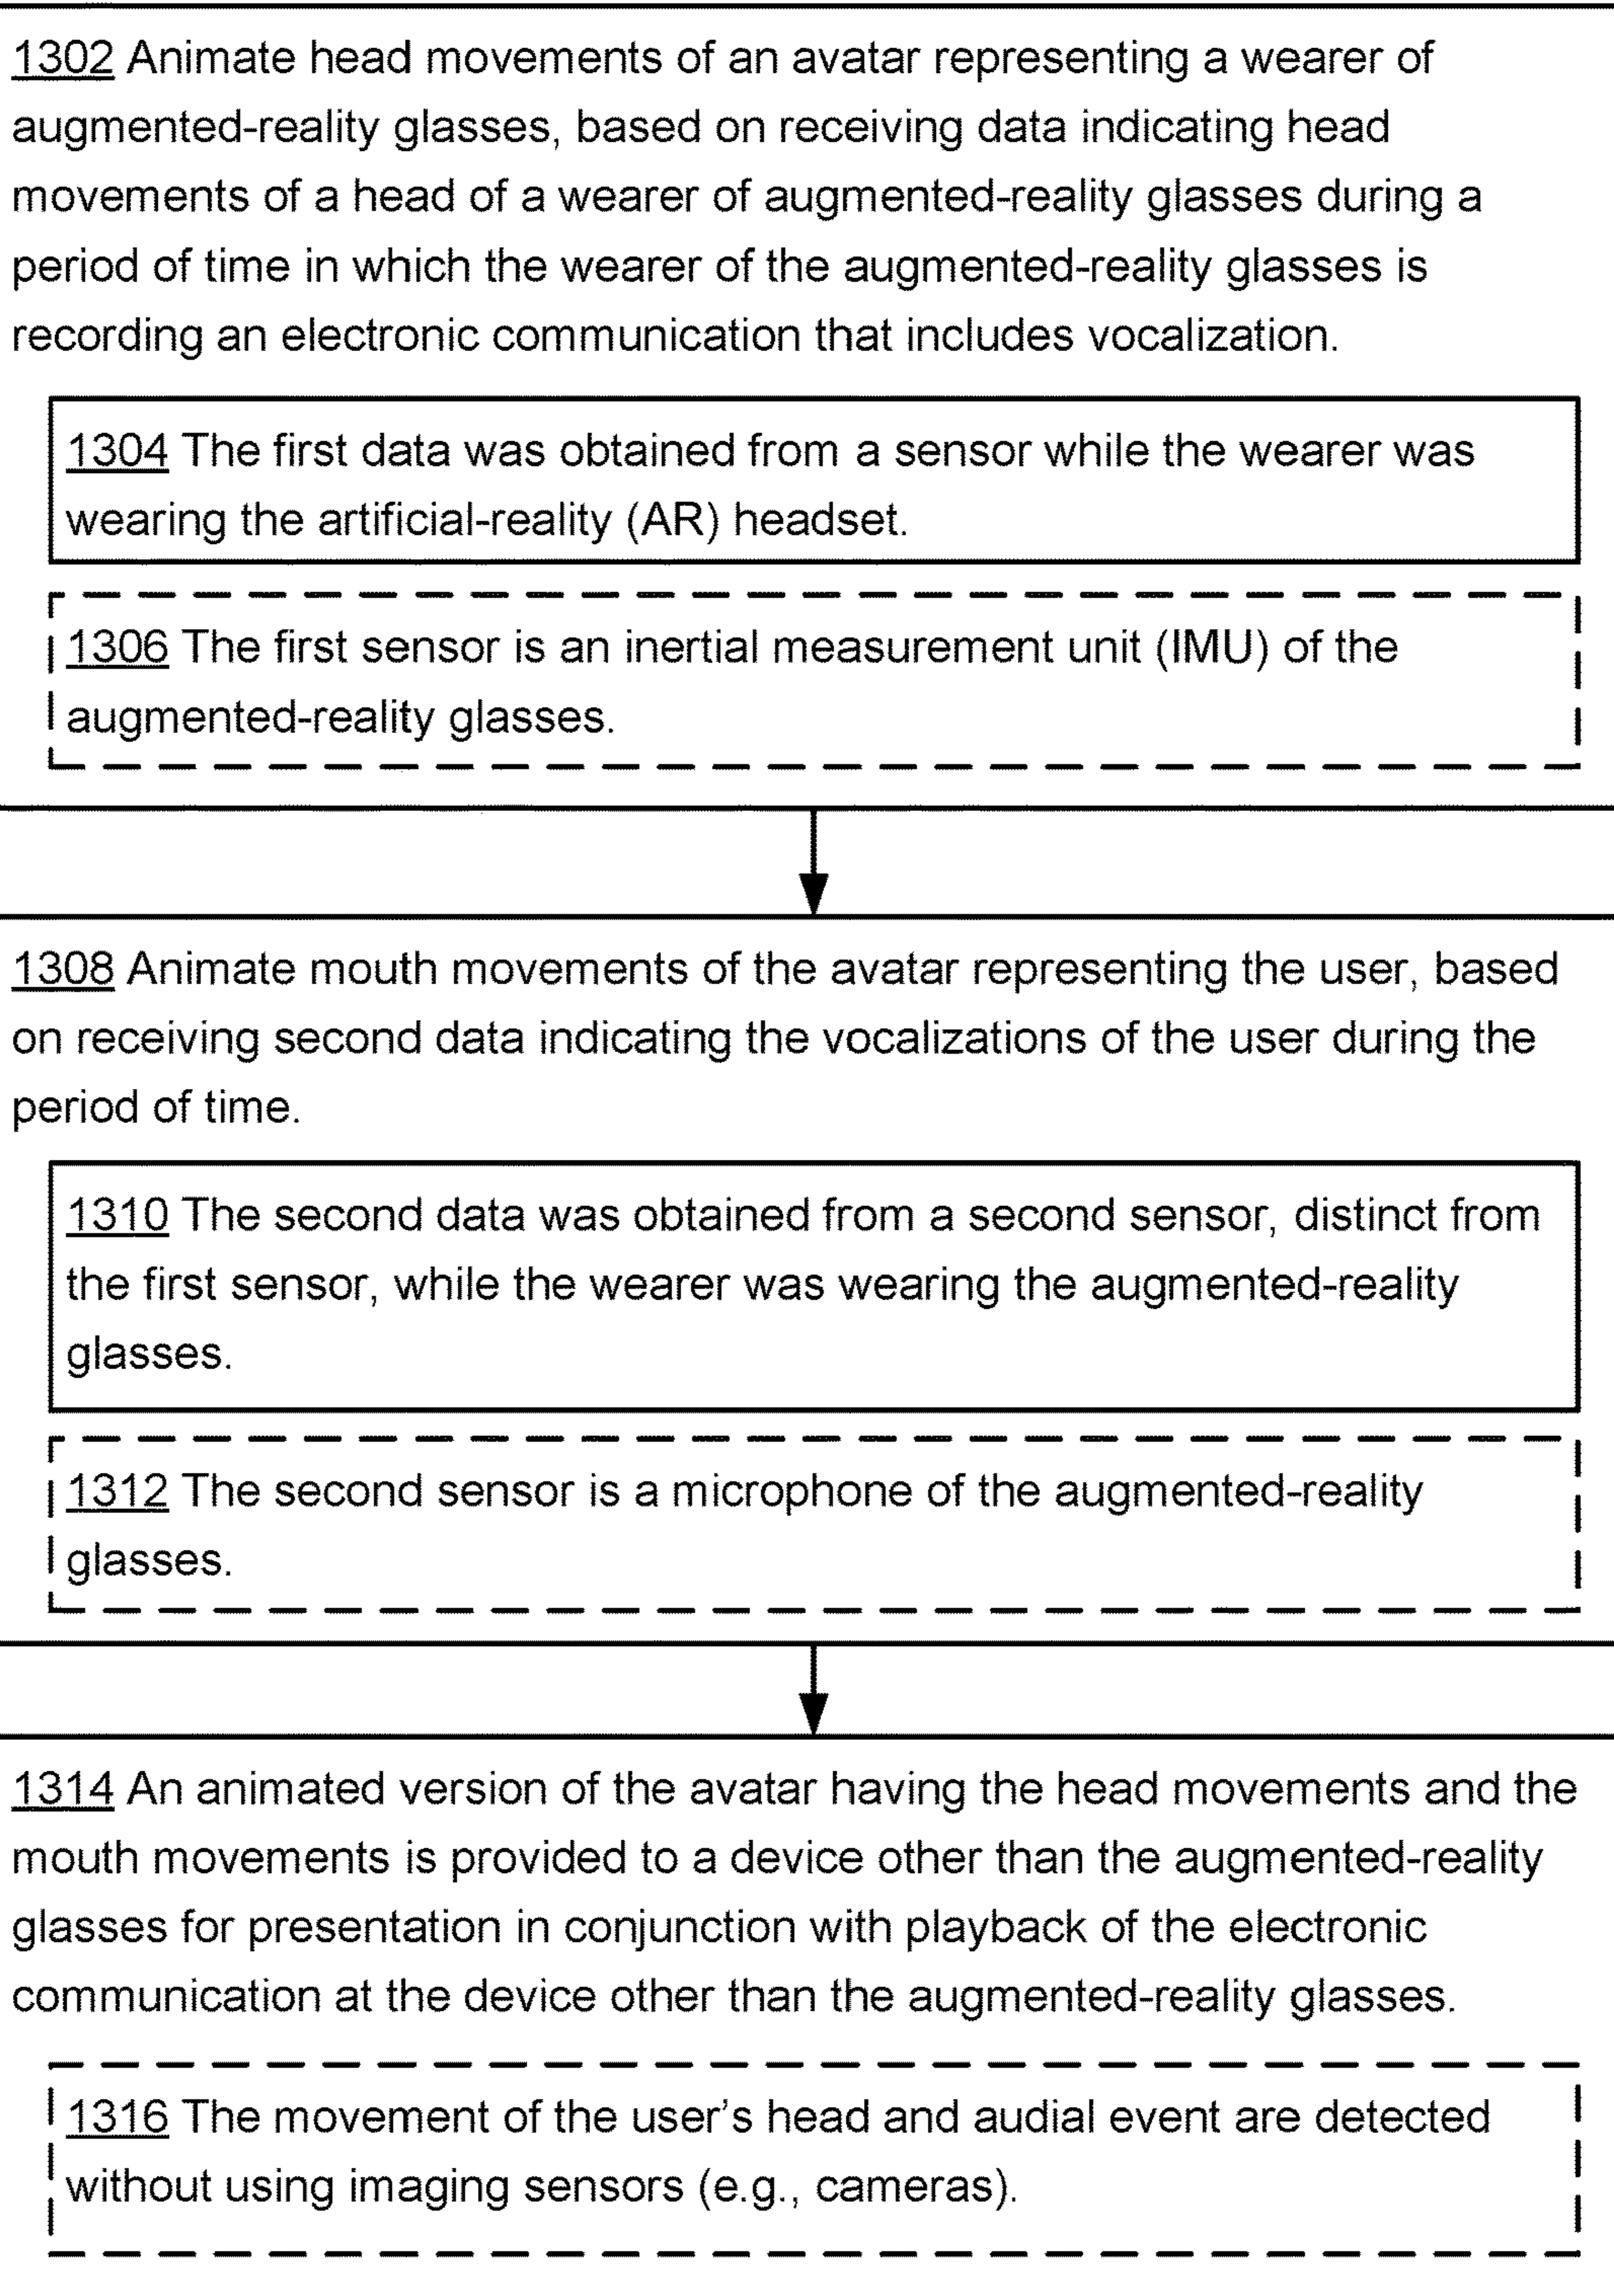 1302 Animate head movements of an avatar representing a wearer of
augmented-reality glasses, based on receiving data indicating head
movements of a head of a wearer of augmented-reality glasses during a
period of time in which the wearer of the augmented-reality glasses is
recording an electronic communication that includes vocalization.
1304 The first data was obtained from a sensor while the wearer was
wearing the artificial-reality (AR) headset.
1306 The first sensor is an inertial measurement unit (IMU) of the
augmented-reality glasses.
1308 Animate mouth movements of the avatar representing the user, based
on receiving second data indicating the vocalizations of the user during the
period of time.
1310 The second data was obtained from a second sensor, distinct from
the first sensor, while the wearer was wearing the augmented-reality
glasses.
1312 The second sensor is a microphone of the augmented-reality
glasses.
1314 An animated version of the avatar having the head movements and the
mouth movements is provided to a device other than the augmented-reality
glasses for presentation in conjunction with playback of the electronic
communication at the device other than the augmented-reality glasses.
1316 The movement of the user's head and audial event are detected
without using imaging sensors (e.g., cameras).